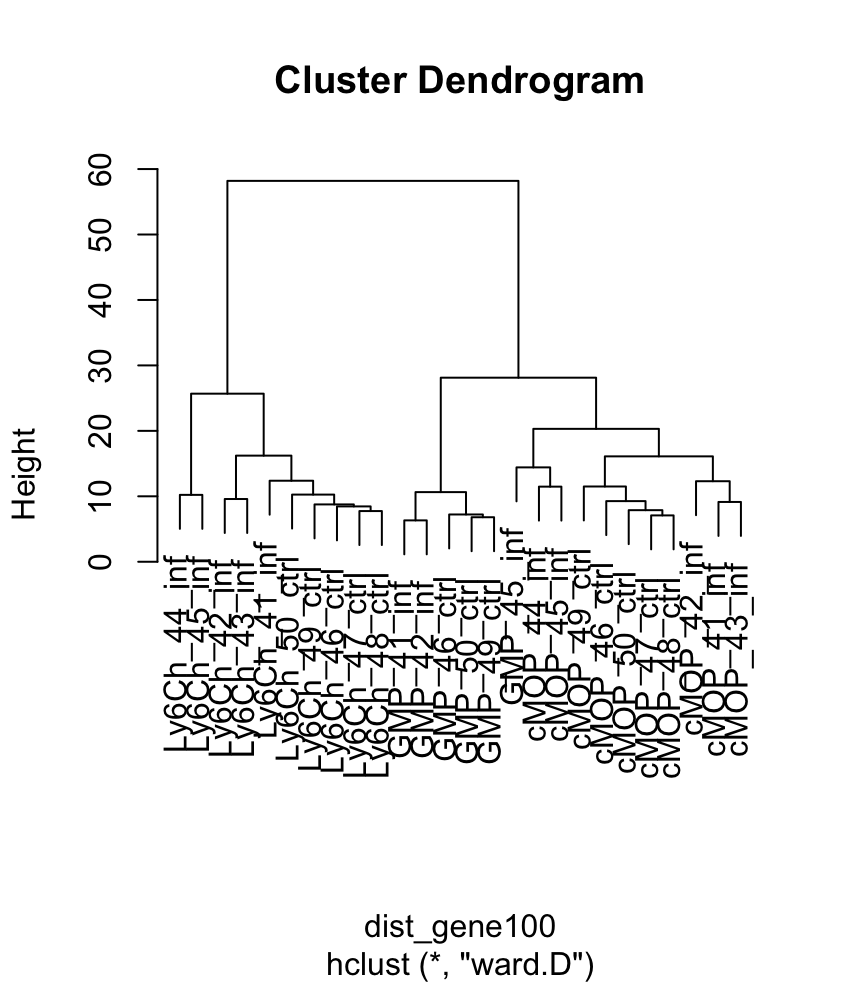 Cluster Dendrogram
Height
60
50
40
30
20
10
0
Ly6Ch_44_inf
Ly6Ch_45_inf
Ly6Ch_42_inf
Ly6Ch_43_inf
Ly6Ch_41_inf
Ly6Ch_50_ctrl
Ly6Ch_49_ctrl
Ly6Ch_46_ctrl
Ly6Ch_47_ctrl
Ly6Ch_48_ctrl
GMP_41_inf
GMP_42_inf
GMP_46_ctrl
GMP_50_ctrl
GMP_49_ctrl
GMP_45_inf
cMOP_44_inf
cMOP_45_inf
cMOP_49_ctrl
cMOP_46_ctrl
cMOP_50_ctrl
cMOP_47_ctrl
cMOP_48_ctrl
cMOP_42_inf
cMOP_41_inf
cMOP_43_inf
dist_gene100
hclust (*, "ward.D")